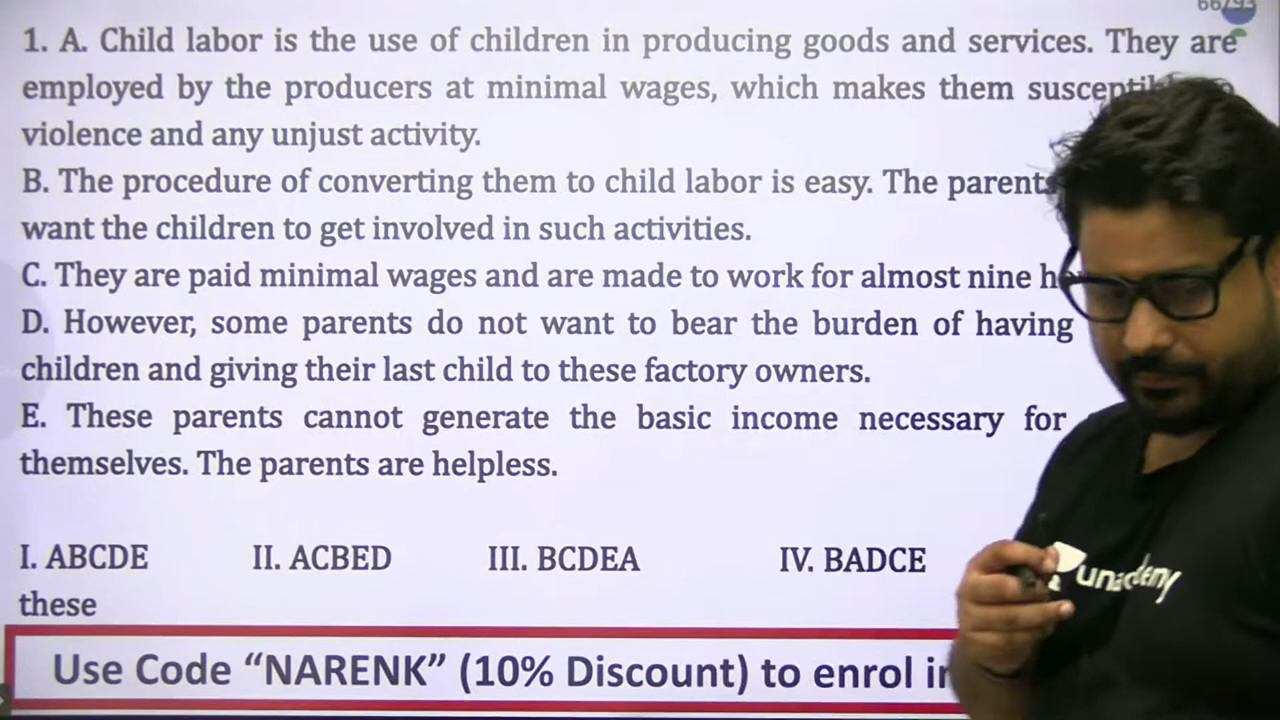 66/93
1. A. Child labor is the use of children in producing goods and services. They are
employed by the producers at minimal wages, which makes them
violence and any unjust activity.
B. The procedure of converting them to child labor is easy. The parents
want the children to get involved in such activities.
C. They are paid minimal wages and are made to work for almost nine
D. However, some parents do not want to bear the burden of having
children and giving their last child to these factory owners.
E. These parents cannot generate the basic income necessary for
themselves. The parents are helpless.
I. ABCDE II. ACBED III. BCDEA IV. BADCE
these
Use Code “NARENK” (10% Discount) to enrol
unacademy